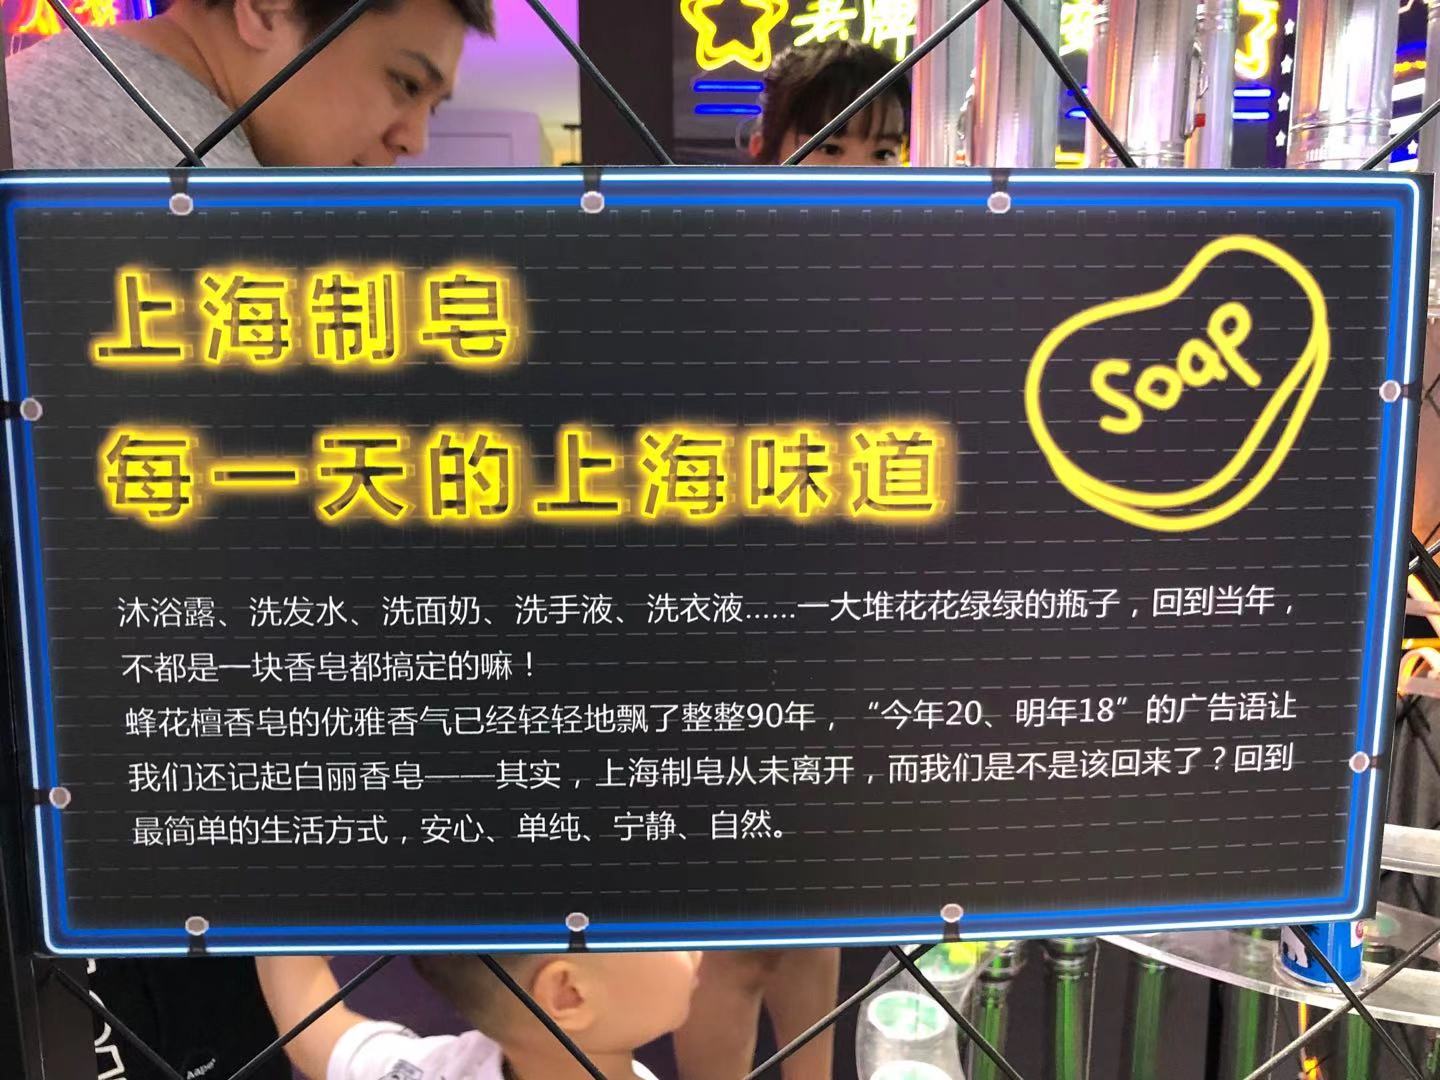 老牌
上海制皂
每一天的上海味道
soap
沐浴露、洗发水、洗面奶、洗手液、洗衣液……一大堆花花绿绿的瓶子，回到当年，
不都是一块香皂都搞定的嘛！
蜂花檀香皂的优雅香气已经轻轻地飘了整整90年，“今年20、明年18”的广告语让
我们还记起白丽香皂——其实，上海制皂从未离开，而我们是不是该回来了？回到
最简单的生活方式，安心、单纯、宁静、自然。
Aape